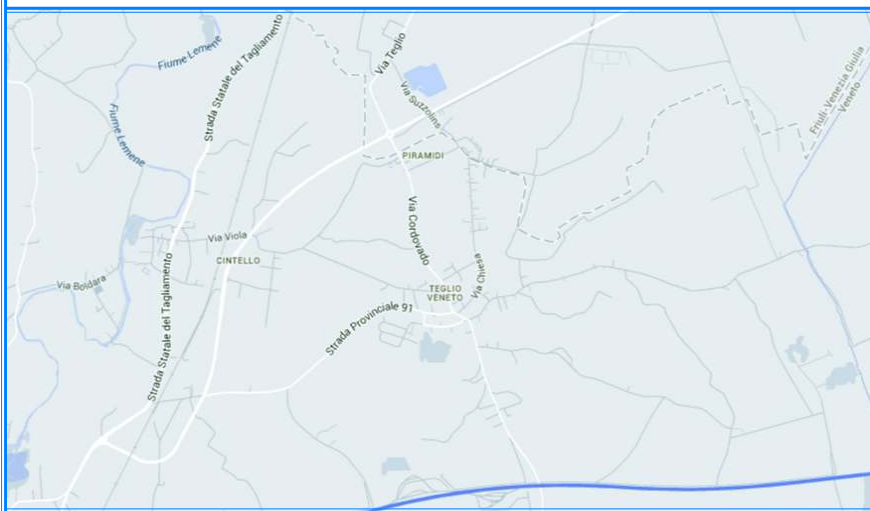 Fiume Lemene
Strada Statale del Tagliamento
Via Teglio
Via Suzzolins
Friuli-Venezia Giulia
Veneto
Fiume Lemene
PIRAMIDI
Via Cordovado
Via Viola
CINTELLO
Via Chiesa
Via Boldara
TEGLIO
VENETO
Strada Statale del Tagliamento
Strada Provinciale 91